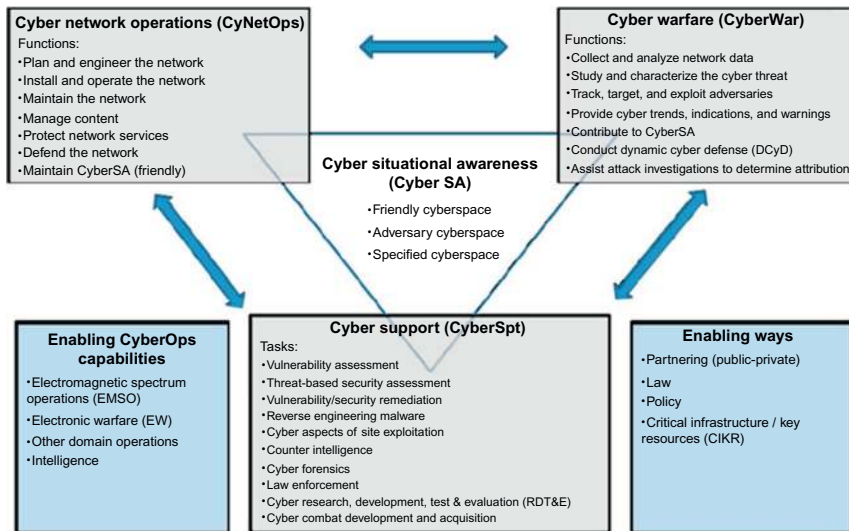 Cyber network operations (CyNetOps)
Functions:
•Plan and engineer the network
•Install and operate the network
•Maintain the network
•Manage content
•Protect network services
•Defend the network
•Maintain CyberSA (friendly)
Cyber warfare (CyberWar)
Functions:
•Collect and analyze network data
•Study and characterize the cyber threat
•Track, target, and exploit adversaries
•Provide cyber trends, indications, and warnings
•Contribute to CyberSA
•Conduct dynamic cyber defense (DCyD)
•Assist attack investigations to determine attribution
Cyber situational awareness
(Cyber SA)
•Friendly cyberspace
•Adversary cyberspace
•Specified cyberspace
Enabling CyberOps
capabilities
•Electromagnetic spectrum
operations (EMSO)
•Electronic warfare (EW)
•Other domain operations
•Intelligence
Cyber support (CyberSpt)
Tasks:
•Vulnerability assessment
•Threat-based security assessment
•Vulnerability/security remediation
•Reverse engineering malware
•Cyber aspects of site exploitation
•Counter intelligence
•Cyber forensics
•Law enforcement
•Cyber research, development, test & evaluation (RDT&E)
•Cyber combat development and acquisition
Enabling ways
•Partnering (public-private)
•Law
•Policy
•Critical infrastructure / key
resources (CIKR)